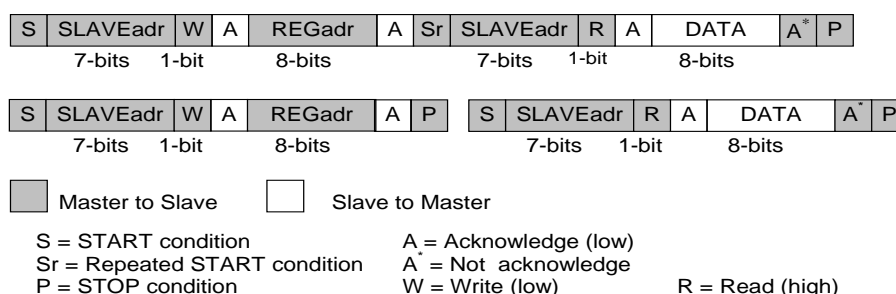 S SLAVEadr W A REGadr A Sr SLAVEadr R A DATA A* P
7-bits 1-bit 8-bits 7-bits 1-bit 8-bits
S SLAVEadr W A REGadr A P S SLAVEadr R A DATA A* P
7-bits 1-bit 8-bits 7-bits 1-bit 8-bits
Master to Slave Slave to Master
S = START condition A = Acknowledge (low)
Sr = Repeated START condition A* = Not acknowledge
P = STOP condition W = Write (low) R = Read (high)